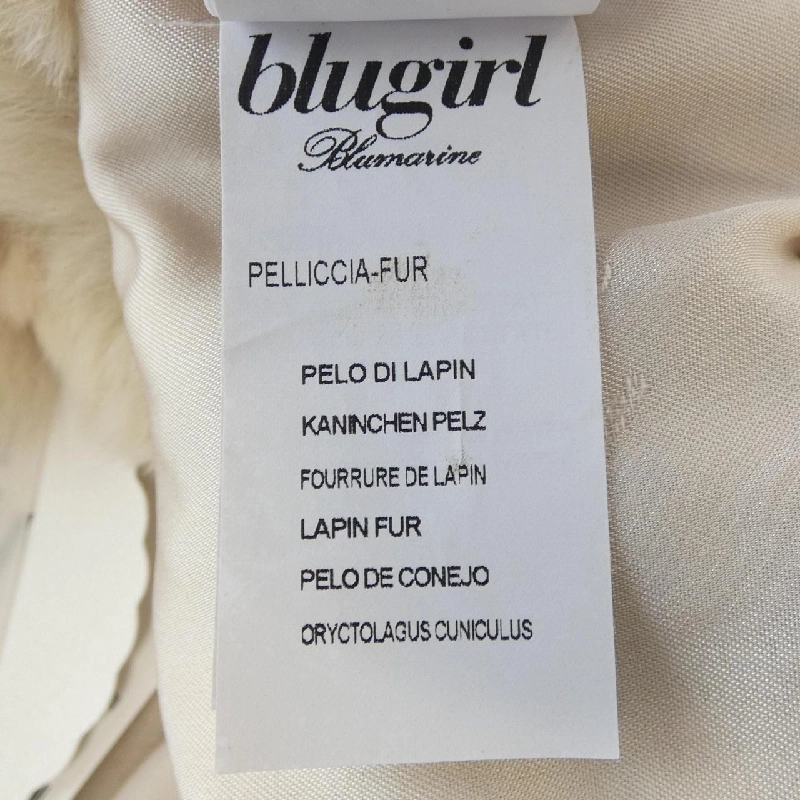 blugirl
Blumarine
PELLICCIA-FUR
PELO DI LAPIN
KANINCHEN PELZ
FOURRURE DE LAPIN
LAPIN FUR
PELO DE CONEJO
ORYCTOLAGUS CUNICULUS